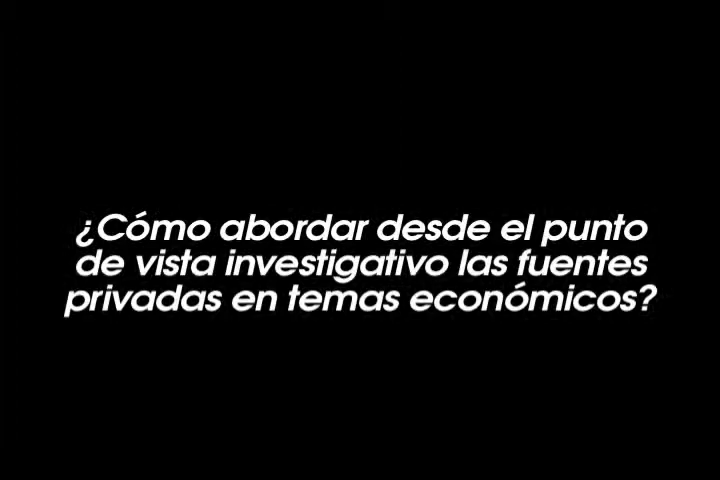 ¿Cómo abordar desde el punto
de vista investigativo las fuentes
privadas en temas económicos?